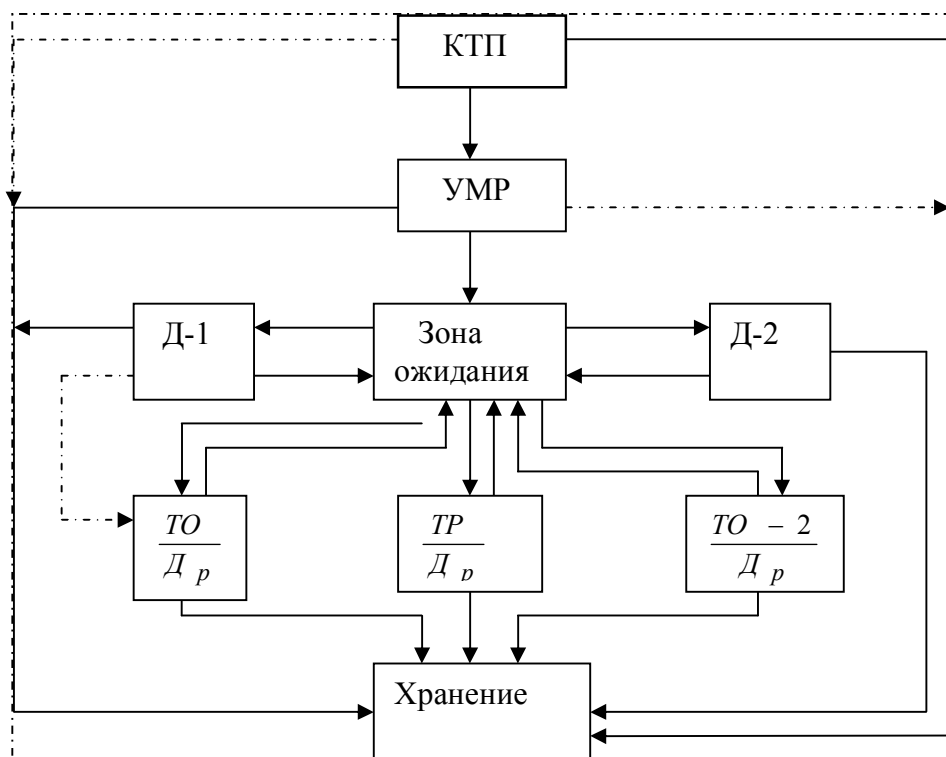 КТП
УМР
Д-1
Зона
ожидания
Д-2
ТО
Д р
ТР
Д р
ТО - 2
Д р
Хранение